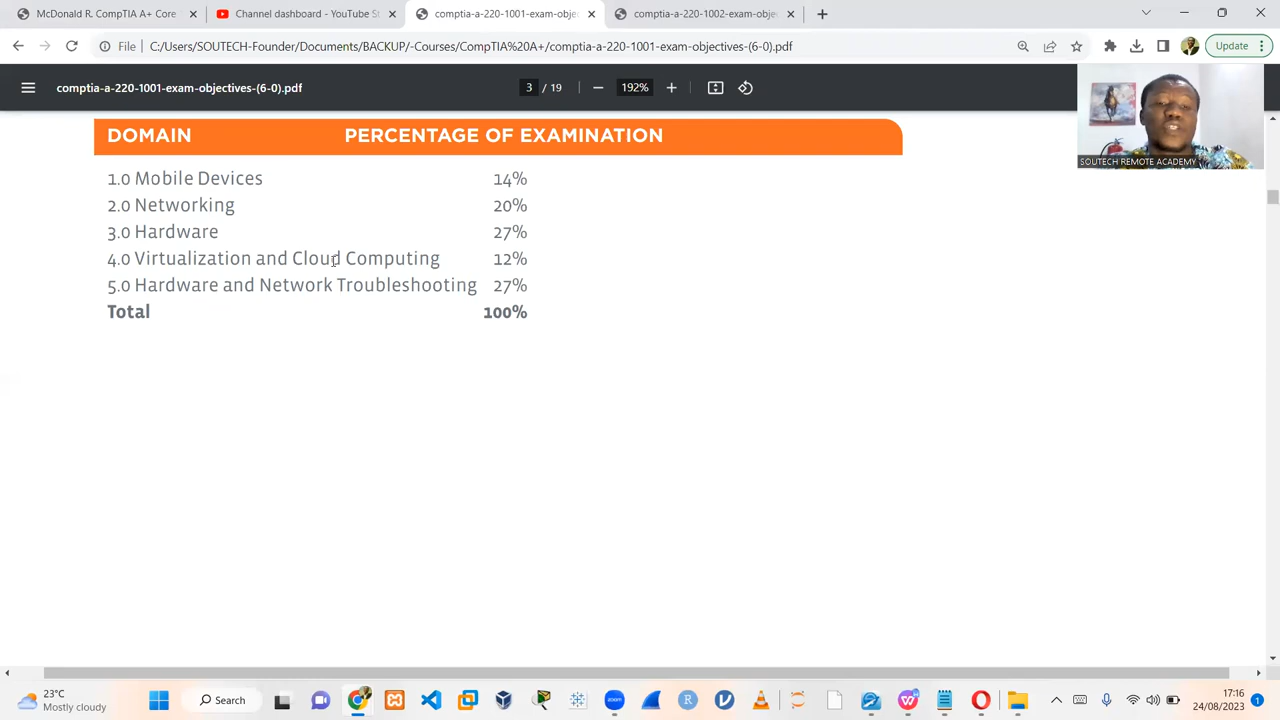 McDonald R. CompTIA A+ Core
Channel dashboard - YouTube St
comptia-a-220-1001-exam-objec
comptia-a-220-1002-exam-objec
File
C:/Users/SOUTECH-Founder/Documents/BACKUP/-Courses/CompTIA%20A+/comptia-a-220-1001-exam-objectives-(6-0).pdf
Update
comptia-a-220-1001-exam-objectives-(6-0).pdf
3 / 19
192%
SOUTECH REMOTE ACADEMY
DOMAIN PERCENTAGE OF EXAMINATION
1.0 Mobile Devices 14%
2.0 Networking 20%
3.0 Hardware 27%
4.0 Virtualization and Cloud Computing 12%
5.0 Hardware and Network Troubleshooting 27%
Total 100%
23°C
Mostly cloudy
Search
17:16
24/08/2023
1